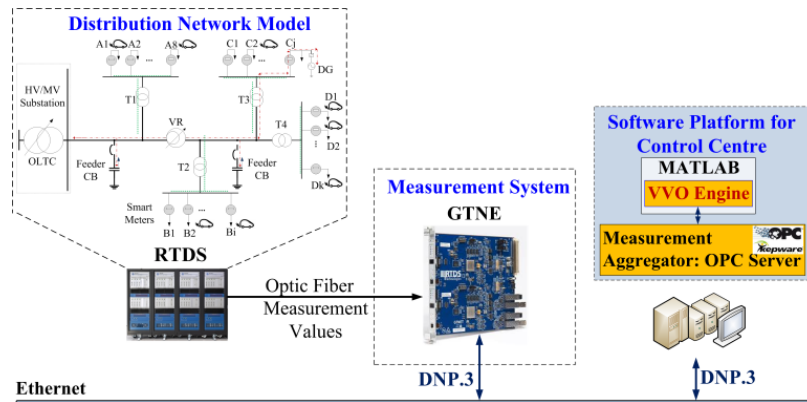 Distribution Network Model
A1 A2 ... A8
C1 C2 ... Cj
DG
HV/MV
Substation
OLTC
T1
VR
T3
T4
D1
D2
...
Dk
T2
Feeder
CB
Feeder
CB
Smart
Meters
...
B1 B2 Bi
RTDS
Optic Fiber
Measurement
Values
Measurement System
GTNE
RTDS
DNP.3
Software Platform for
Control Centre
MATLAB
VVO Engine
Measurement
Aggregator: OPC Server
OPC
kepware
DNP.3
Ethernet